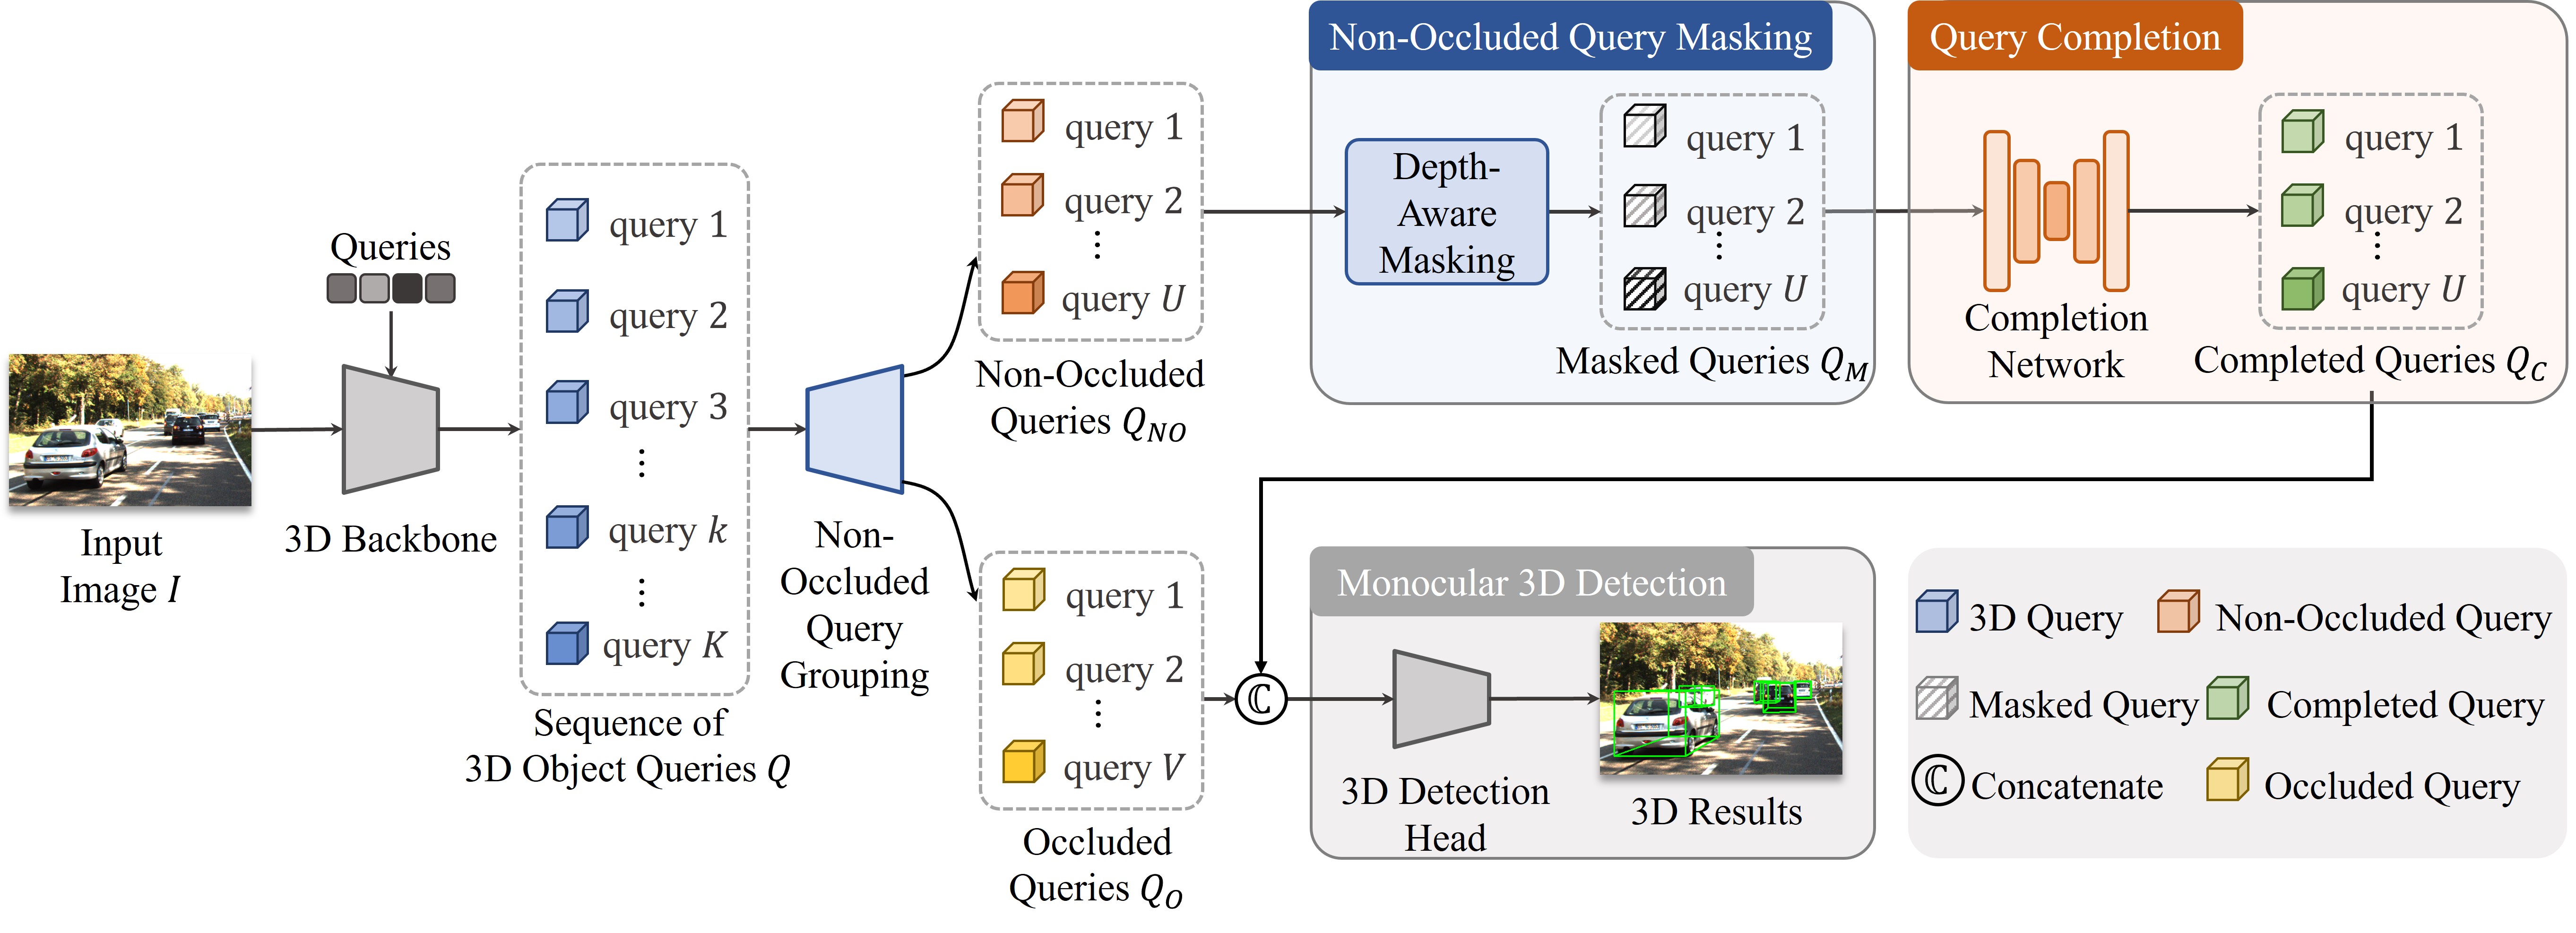 Input
Image I
Queries
3D Backbone
query 1
query 2
query 3
⋮
query k
⋮
query K
Sequence of
3D Object Queries Q
Non-
Occluded
Query
Grouping
query 1
query 2
⋮
query U
Non-Occluded
Queries Q_NO
query 1
query 2
⋮
query V
Occluded
Queries Q_O
Non-Occluded Query Masking
Depth-
Aware
Masking
query 1
query 2
⋮
query U
Masked Queries Q_M
Query Completion
Completion
Network
query 1
query 2
⋮
query U
Completed Queries Q_C
ℂ
Monocular 3D Detection
3D Detection
Head
3D Results
3D Query
Non-Occluded Query
Masked Query
Completed Query
ℂ Concatenate
Occluded Query